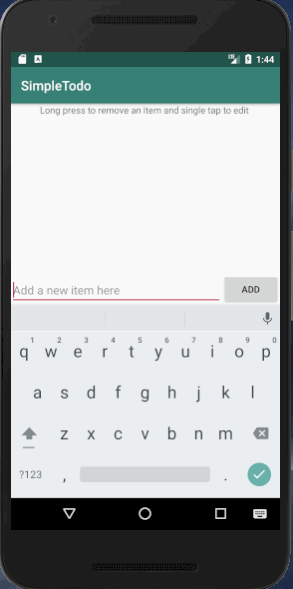 1:44
SimpleTodo
Long press to remove an item and single tap to edit
Add a new item here
ADD
1 2 3 4 5 6 7 8 9 0
q w e r t y u i o p
a s d f g h j k l
z x c v b n m
?123 , .